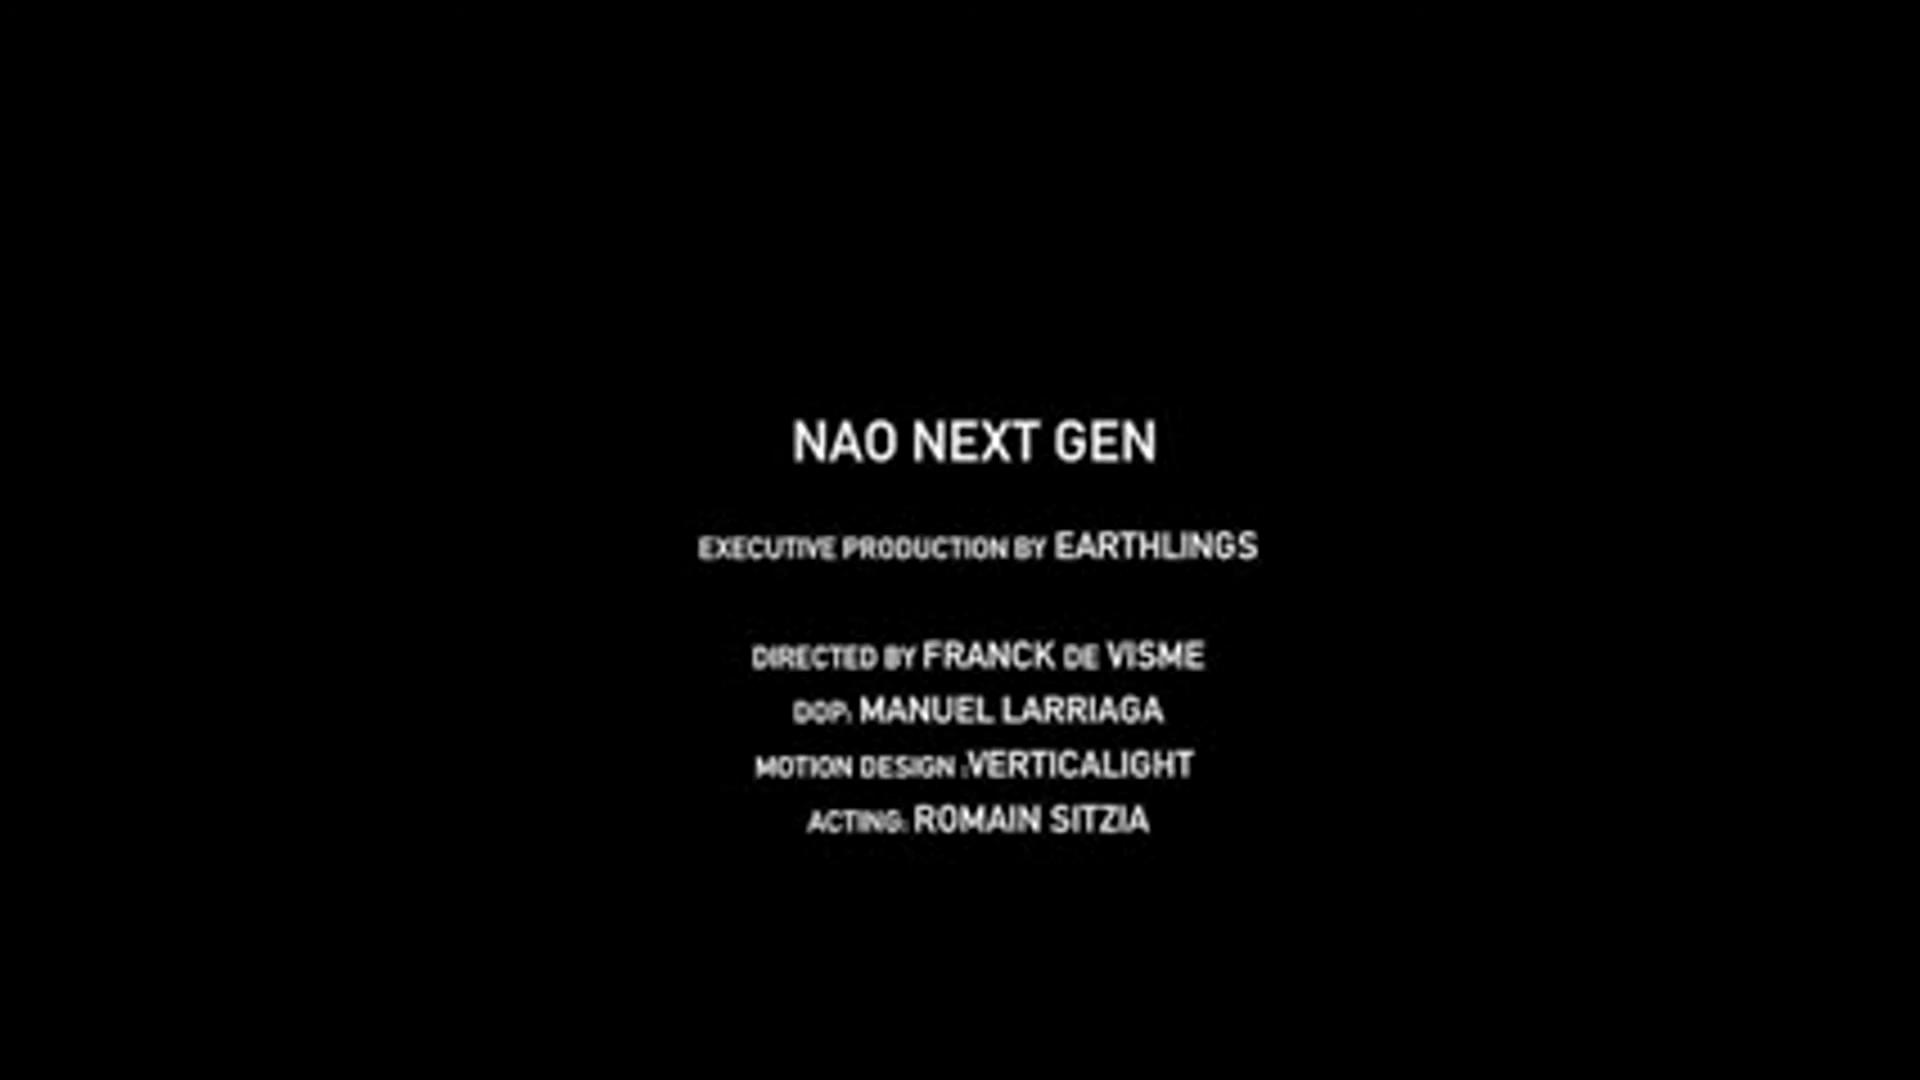 NAO NEXT GEN
EXECUTIVE PRODUCTION BY EARTHLINGS
DIRECTED BY FRANCK DE VISME
DOP: MANUEL LARRIAGA
MOTION DESIGN :VERTICALIGHT
ACTING: ROMAIN SITZIA